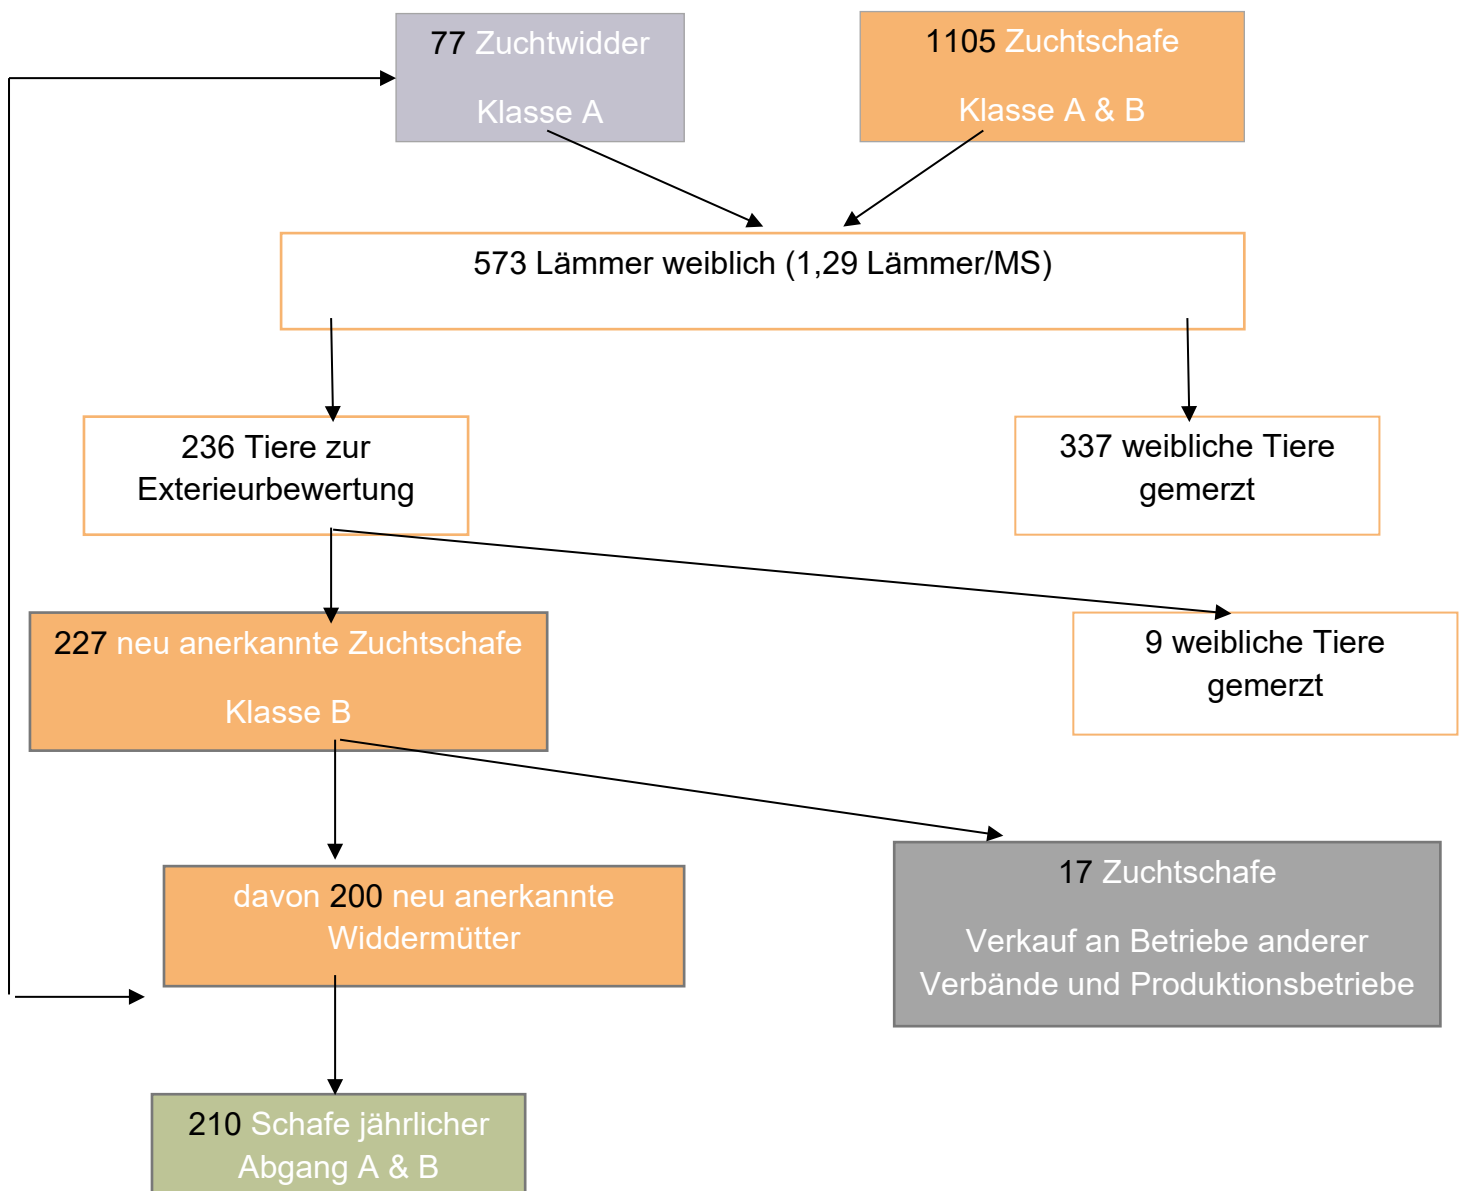 77 Zuchtwidder
Klasse A
1105 Zuchtschafe
Klasse A & B
573 Lämmer weiblich (1,29 Lämmer/MS)
236 Tiere zur
Exterieurbewertung
337 weibliche Tiere
gemerzt
227 neu anerkannte Zuchtschafe
Klasse B
9 weibliche Tiere
gemerzt
davon 200 neu anerkannte
Widdermütter
17 Zuchtschafe
Verkauf an Betriebe anderer
Verbände und Produktionsbetriebe
210 Schafe jährlicher
Abgang A & B